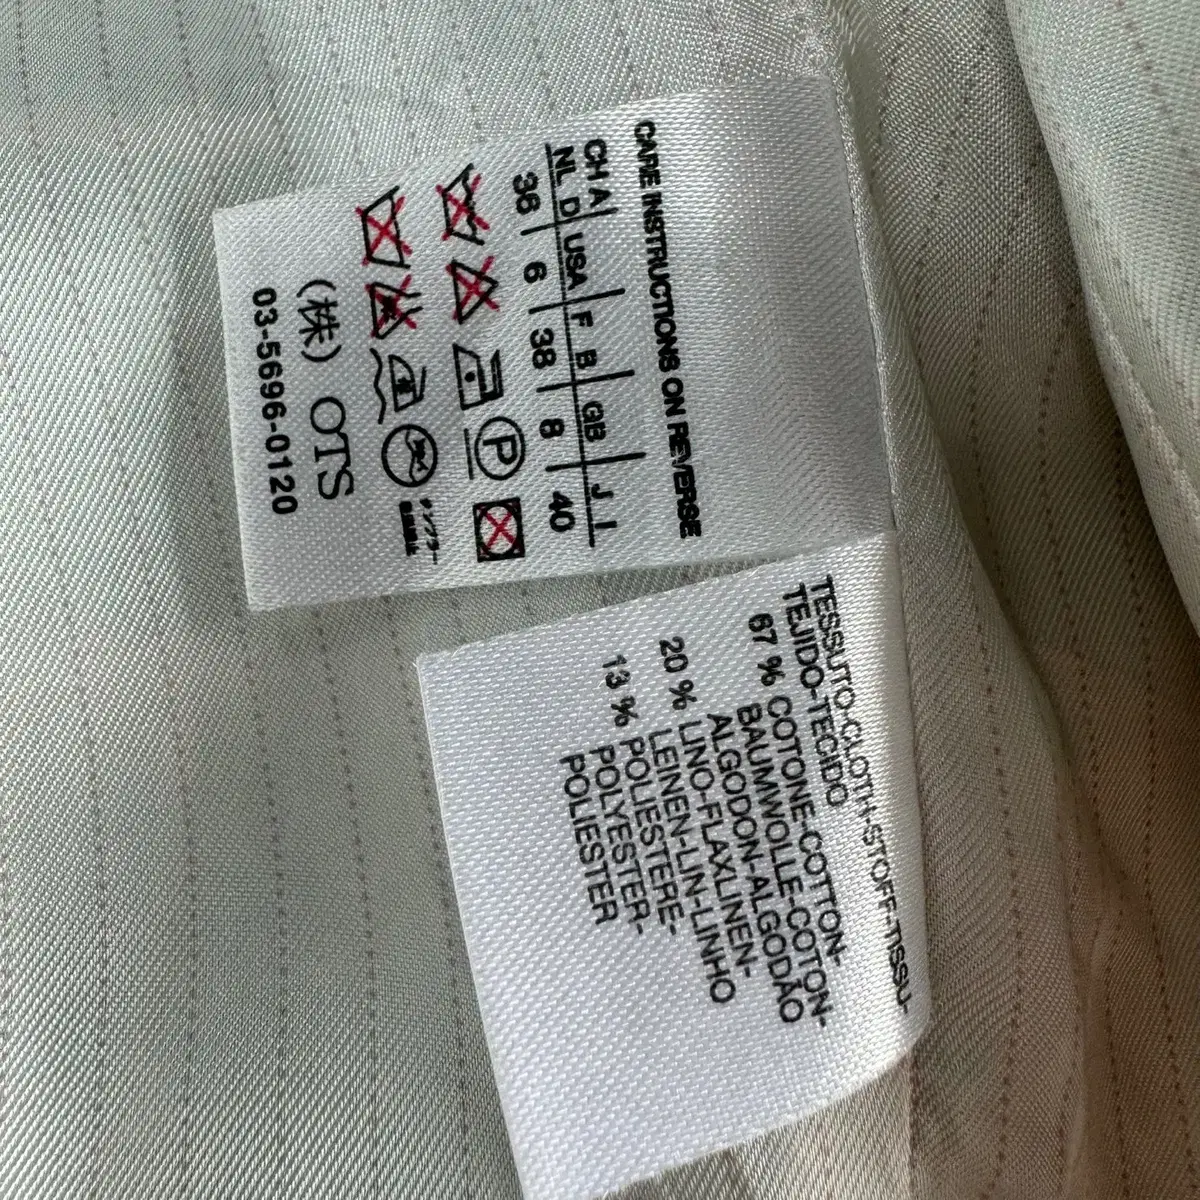 CARE INSTRUCTIONS ON REVERSE
CH A
NL D USA F B GB J I
36 6 38 8 40
P
(株) OTS
03-5696-0120
TESSUTO-CLOTH-STOFF-TISSU-
TEJIDO-TECIDO
67 % COTONE-COTTON-
BAUMWOLLE-COTON-
ALGODON-ALGODÃO
20 % LINO-FLAXLINEN-
LEINEN-LIN-LINHO
13 % POLIESTERE-
POLYESTER-
POLIESTER